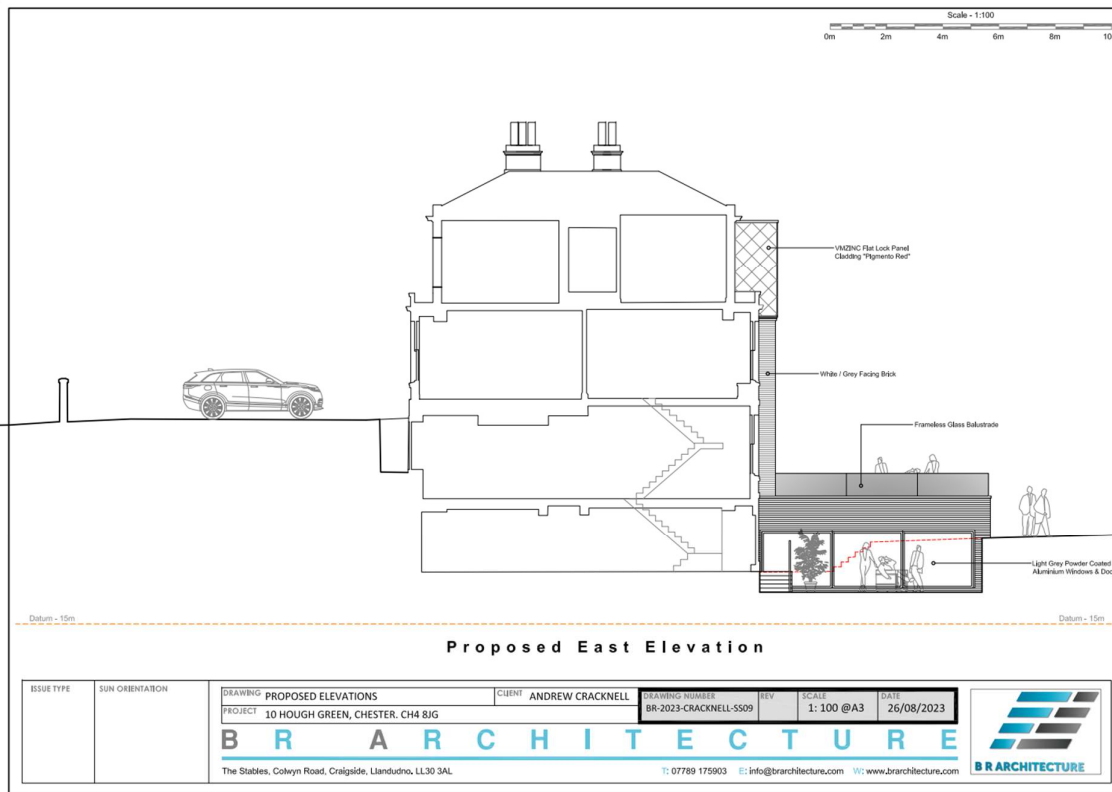 Scale - 1:100
0m 2m 4m 6m 8m 10
VMZINC Flat Lock Panel
Cladding "Pigmento Red"
White / Grey Facing Brick
Frameless Glass Balustrade
Light Grey Powder Coated
Aluminium Windows & Doo
Datum - 15m
Datum - 15m
Proposed East Elevation
ISSUE TYPE
SUN ORIENTATION
DRAWING PROPOSED ELEVATIONS
CLIENT ANDREW CRACKNELL
PROJECT 10 HOUGH GREEN, CHESTER. CH4 8JG
DRAWING NUMBER
BR-2023-CRACKNELL-SS09
REV
SCALE
1: 100 @A3
DATE
26/08/2023
BR ARCHITECTURE
The Stables, Colwyn Road, Craigside, Llandudno. LL30 3AL
T: 07789 175903 E: info@brarchitecture.com W: www.brarchitecture.com
B R ARCHITECTURE